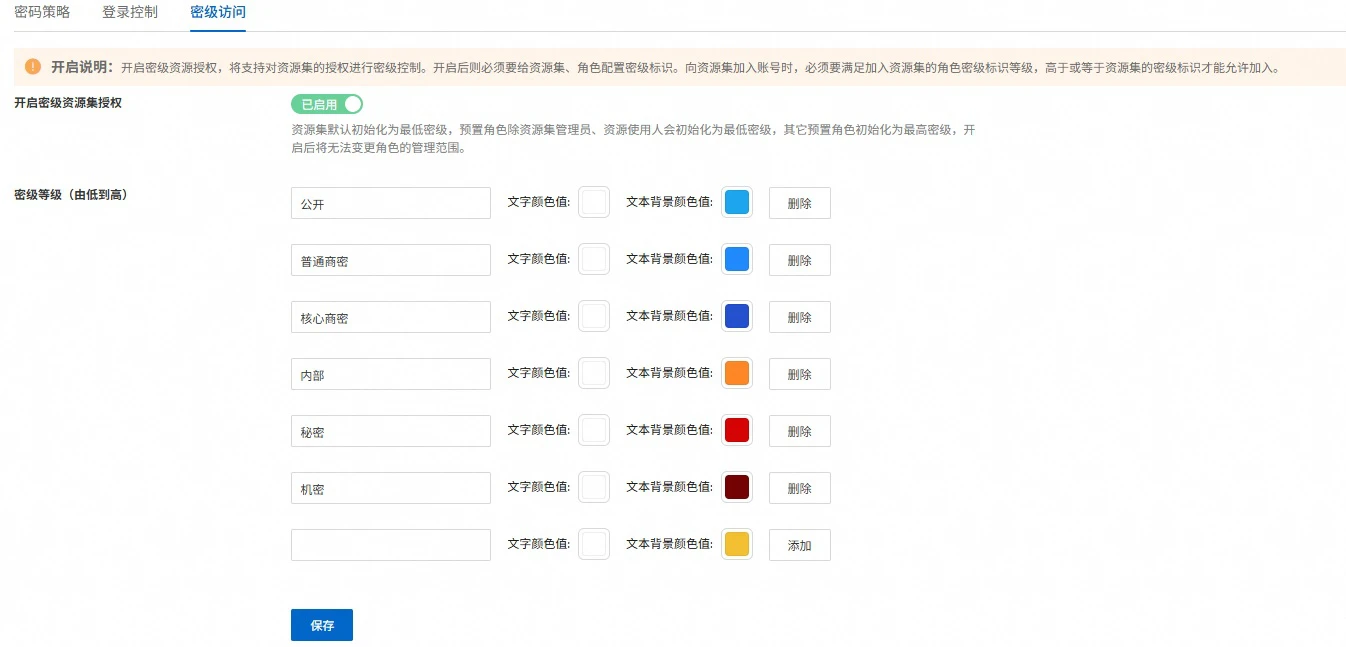 密码策略 登录控制 密级访问
开启说明：开启密级资源授权，将支持对资源集的授权进行密级控制。开启后则必须要给资源集、角色配置密级标识。向资源集加入账号时，必须要满足加入资源集的角色密级标识等级，高于或等于资源集的密级标识才能允许加入。
开启密级资源集授权 已启用
资源集默认初始化为最低密级，预置角色除资源集管理员、资源使用人会初始化为最低密级，其它预置角色初始化为最高密级，开
启后将无法变更角色的管理范围。
密级等级（由低到高） 公开 文字颜色值: 文本背景颜色值: 删除
普通商密 文字颜色值: 文本背景颜色值: 删除
核心商密 文字颜色值: 文本背景颜色值: 删除
内部 文字颜色值: 文本背景颜色值: 删除
秘密 文字颜色值: 文本背景颜色值: 删除
机密 文字颜色值: 文本背景颜色值: 删除
文字颜色值: 文本背景颜色值: 添加
保存